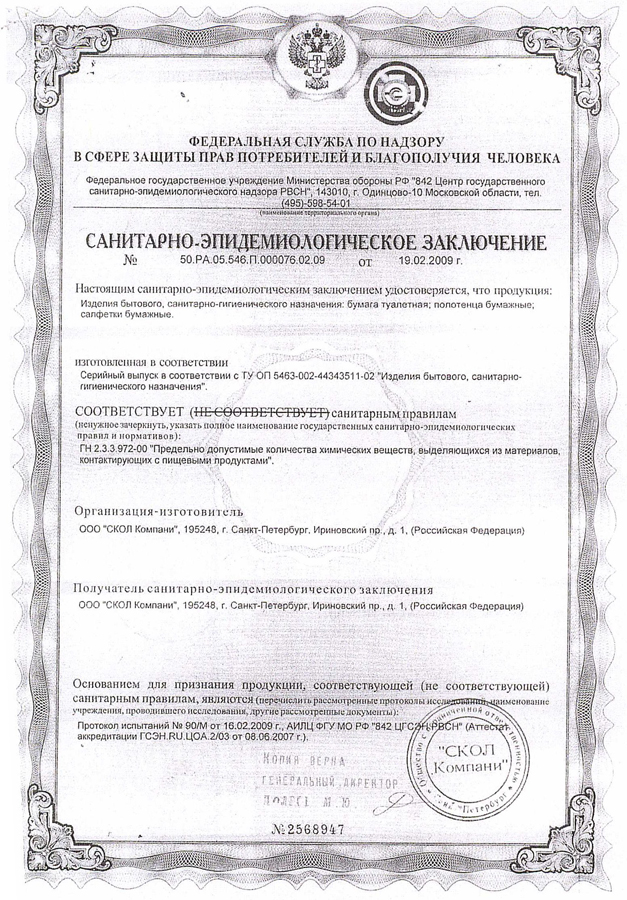 ФЕДЕРАЛЬНАЯ СЛУЖБА ПО НАДЗОРУ
В СФЕРЕ ЗАЩИТЫ ПРАВ ПОТРЕБИТЕЛЕЙ И БЛАГОПОЛУЧИЯ ЧЕЛОВЕКА
Федеральное государственное учреждение Министерства обороны РФ "842 Центр государственного
санитарно-эпидемиологического надзора РВСН", 143010, г. Одинцово-10 Московской области, тел.
(495)-598-54-01
(наименование территориального органа)
САНИТАРНО-ЭПИДЕМИОЛОГИЧЕСКОЕ ЗАКЛЮЧЕНИЕ
№ 50.РА.05.546.П.000076.02.09 от 19.02.2009 г.
Настоящим санитарно-эпидемиологическим заключением удостоверяется, что продукция:
Изделия бытового, санитарно-гигиенического назначения: бумага туалетная; полотенца бумажные;
салфетки бумажные.
изготовленная в соответствии
Серийный выпуск в соответствии с ТУ ОП 5463-002-44343511-02 "Изделия бытового, санитарно-
гигиенического назначения".
СООТВЕТСТВУЕТ (НЕ СООТВЕТСТВУЕТ) санитарным правилам
(ненужное зачеркнуть, указать полное наименование государственных санитарно-эпидемиологических
правил и нормативов):
ГН 2.3.3.972-00 "Предельно допустимые количества химических веществ, выделяющихся из материалов,
контактирующих с пищевыми продуктами".
Организация-изготовитель
ООО "СКОЛ Компани", 195248, г. Санкт-Петербург, Ириновский пр., д. 1, (Российская Федерация)
Получатель санитарно-эпидемиологического заключения
ООО "СКОЛ Компани", 195248, г. Санкт-Петербург, Ириновский пр., д. 1, (Российская Федерация)
Основанием для признания продукции, соответствующей (не соответствующей)
санитарным правилам, являются (перечислить рассмотренные протоколы исследований, наименование
учреждения, проводившего исследования, другие рассмотренные документы):
Протокол испытаний № 90/М от 16.02.2009 г., АИЛЦ ФГУ МО РФ "842 ЦГСЭН РВСН" (Аттестат
аккредитации ГСЭН.RU.ЦОА.2/03 от 08.06.2007 г.).
Общество с ограниченной ответственностью
"СКОЛ
Компани"
Санкт-Петербург
КОПИЯ ВЕРНА
ГЕНЕРАЛЬНЫЙ ДИРЕКТОР
М.Ю.
№2568947